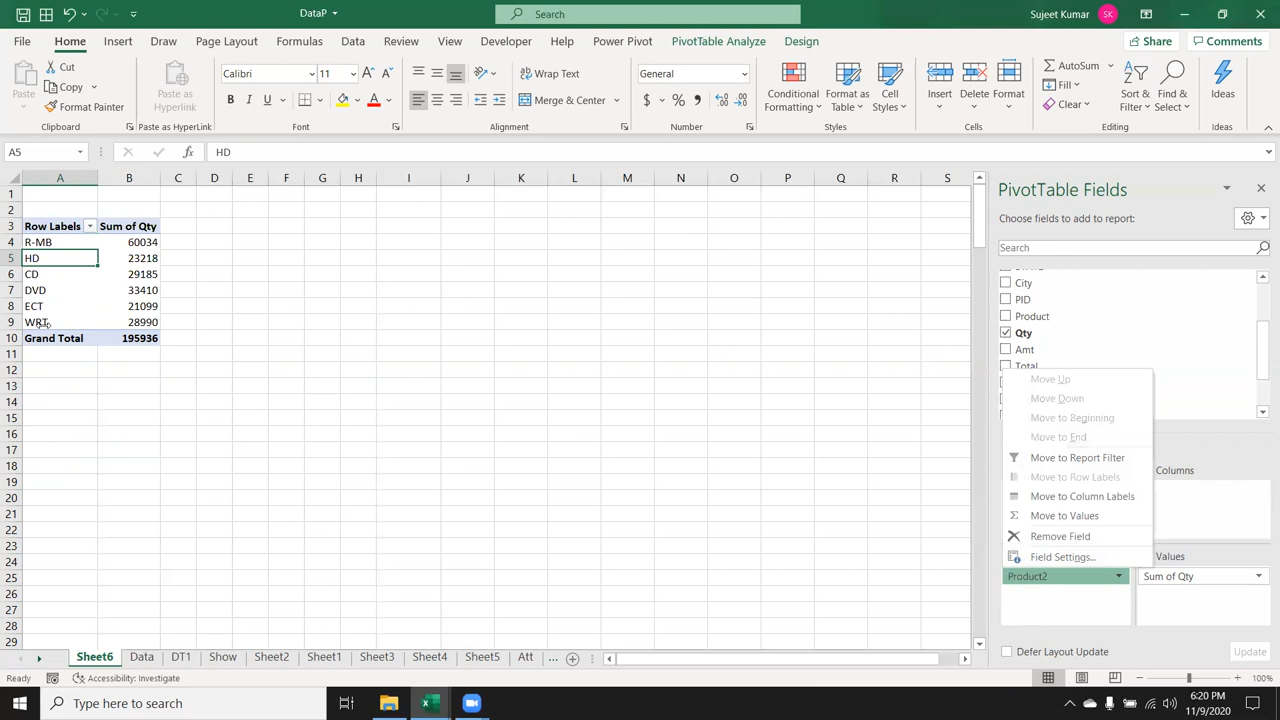 DataP
Search
Sujeet Kumar
SK
File Home Insert Draw Page Layout Formulas Data Review View Developer Help Power Pivot PivotTable Analyze Design
Share
Comments
Paste
Cut
Copy
Format Painter
Clipboard
Paste as Hyperlink
Paste as HyperLink
Calibri
11
B I U
Font
Wrap Text
Merge & Center
Alignment
General
$ % ,
Number
Conditional Formatting
Format as Table
Cell Styles
Styles
Insert
Delete
Format
Cells
AutoSum
Fill
Clear
Sort & Filter
Find & Select
Editing
Ideas
Ideas
A5
fx
HD
A B C D E F G H I J K L M N O P Q R S
1
2
3 Row Labels Sum of Qty
4 R-MB 60034
5 HD 23218
6 CD 29185
7 DVD 33410
8 ECT 21099
9 WRT 28990
10 Grand Total 195936
11
12
13
14
15
16
17
18
19
20
21
22
23
24
25
26
27
28
29
PivotTable Fields
Choose fields to add to report:
Search
City
PID
Product
Qty
Amt
Total
Move Up
Move Down
Move to Beginning
Move to End
Move to Report Filter
Move to Row Labels
Move to Column Labels
Move to Values
Remove Field
Field Settings...
Columns
Values
Product2
Sum of Qty
Defer Layout Update
Update
Sheet6 Data DT1 Show Sheet2 Sheet1 Sheet3 Sheet4 Sheet5 Att ...
Ready
Accessibility: Investigate
100%
Type here to search
6:20 PM
11/9/2020